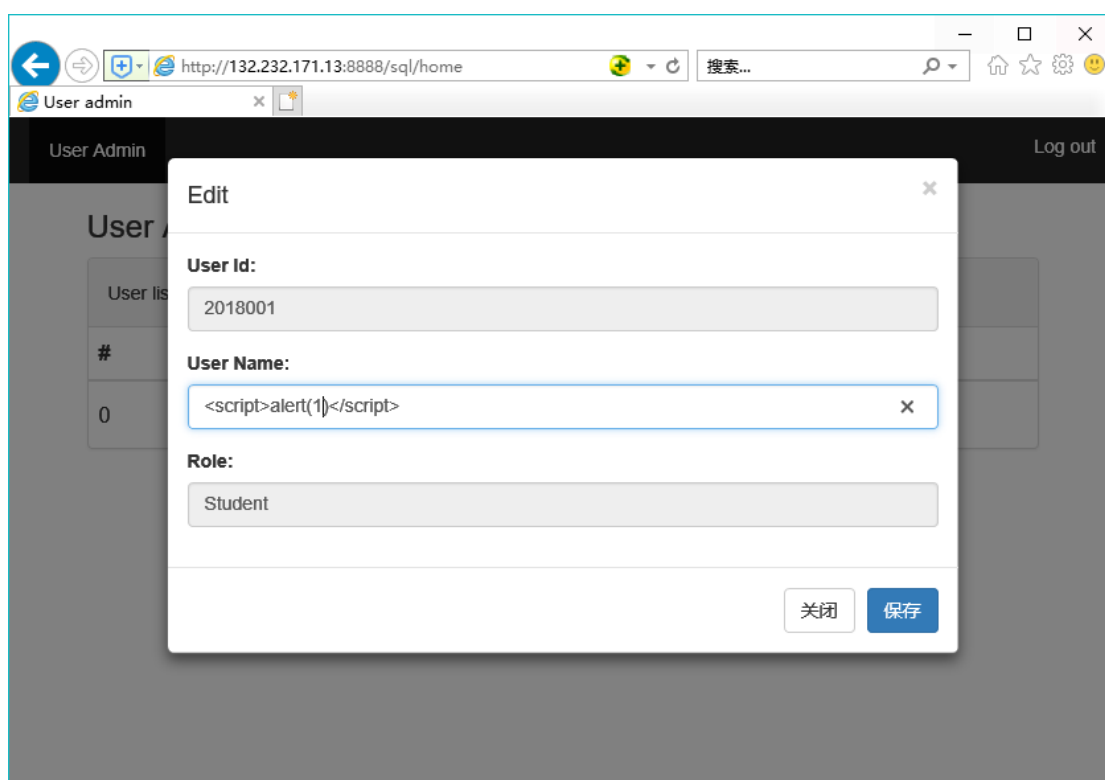 http://132.232.171.13:8888/sql/home
搜索...
User admin
User Admin
Log out
Edit
User
User Id:
User lis
2018001
#
User Name:
0
<script>alert(1)</script>
Role:
Student
关闭
保存